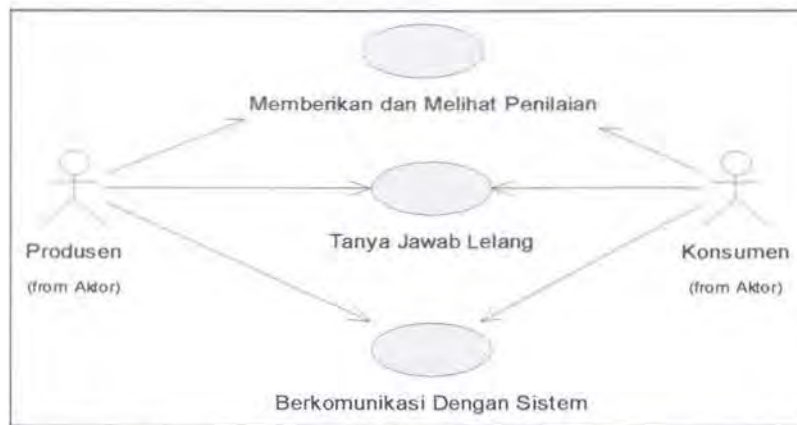 Memberikan dan Melihat Penilaian
Tanya Jawab Lelang
Produsen
(from Aktor)
Konsumen
(from Aktor)
Berkomunikasi Dengan Sistem